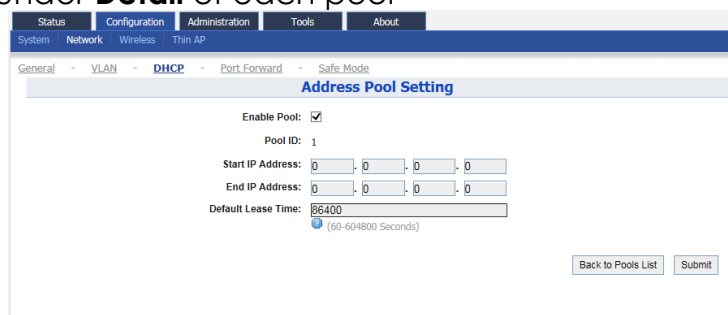 under Detail of each pool
Status Configuration Administration Tools About
System Network Wireless Thin AP
General - VLAN - DHCP - Port Forward - Safe Mode
Address Pool Setting
Enable Pool:
Pool ID: 1
Start IP Address: 0 . 0 . 0 . 0
End IP Address: 0 . 0 . 0 . 0
Default Lease Time: 86400
(60-604800 Seconds)
Back to Pools List Submit